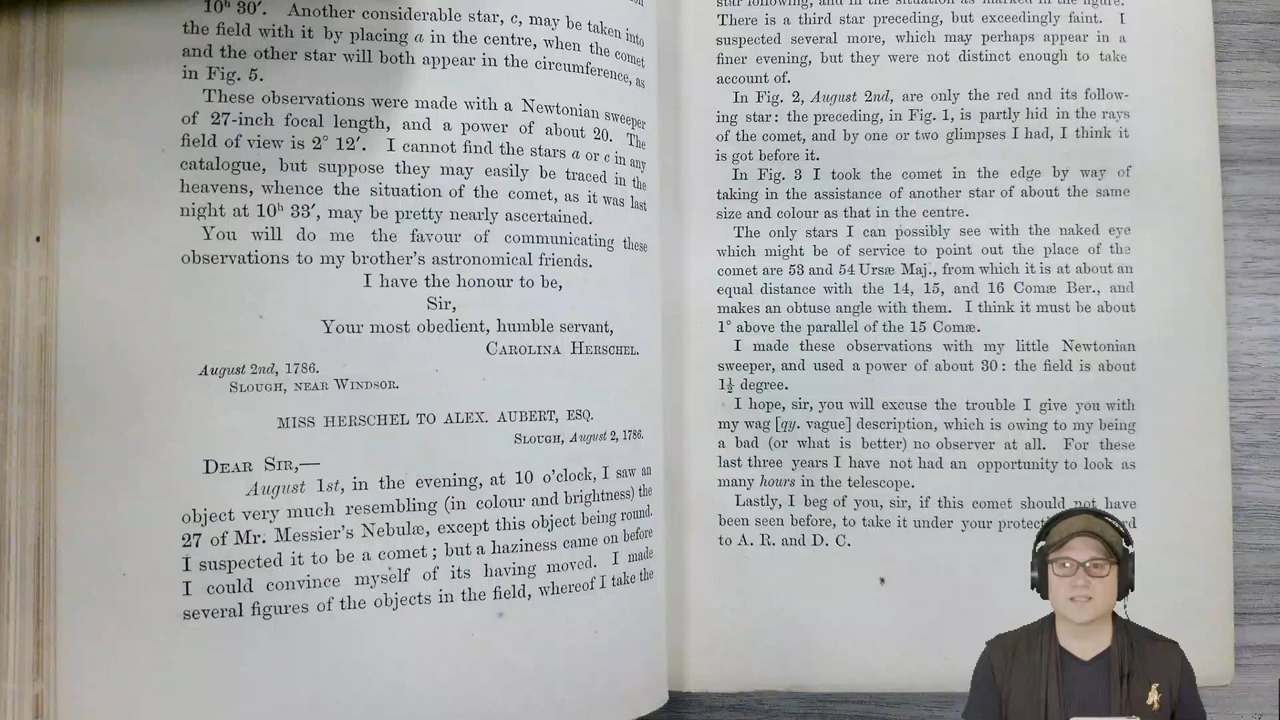 10ʰ 30′. Another considerable star, c, may be taken into
the field with it by placing a in the centre, when the comet
and the other star will both appear in the circumference, as
in Fig. 5.
These observations were made with a Newtonian sweeper
of 27-inch focal length, and a power of about 20. The
field of view is 2° 12′. I cannot find the stars a or c in any
catalogue, but suppose they may easily be traced in the
heavens, whence the situation of the comet, as it was last
night at 10ʰ 33′, may be pretty nearly ascertained.
You will do me the favour of communicating these
observations to my brother's astronomical friends.
I have the honour to be,
Sir,
Your most obedient, humble servant,
CAROLINA HERSCHEL.
August 2nd, 1786.
SLOUGH, NEAR WINDSOR.
MISS HERSCHEL TO ALEX. AUBERT, ESQ.
SLOUGH, August 2, 1786.
DEAR SIR,—
August 1st, in the evening, at 10 o'clock, I saw an
object very much resembling (in colour and brightness) the
27 of Mr. Messier's Nebulæ, except this object being round.
I suspected it to be a comet; but a haziness came on before
I could convince myself of its having moved. I made
several figures of the objects in the field, whereof I take the
star following, and in the situation as marked in the figure.
There is a third star preceding, but exceedingly faint. I
suspected several more, which may perhaps appear in a
finer evening, but they were not distinct enough to take
account of.
In Fig. 2, August 2nd, are only the red and its follow-
ing star: the preceding, in Fig. 1, is partly hid in the rays
of the comet, and by one or two glimpses I had, I think it
is got before it.
In Fig. 3 I took the comet in the edge by way of
taking in the assistance of another star of about the same
size and colour as that in the centre.
The only stars I can possibly see with the naked eye
which might be of service to point out the place of the
comet are 53 and 54 Ursæ Maj., from which it is at about an
equal distance with the 14, 15, and 16 Comæ Ber., and
makes an obtuse angle with them. I think it must be about
1° above the parallel of the 15 Comæ.
I made these observations with my little Newtonian
sweeper, and used a power of about 30: the field is about
1½ degree.
I hope, sir, you will excuse the trouble I give you with
my wag [qy. vague] description, which is owing to my being
a bad (or what is better) no observer at all. For these
last three years I have not had an opportunity to look as
many hours in the telescope.
Lastly, I beg of you, sir, if this comet should not have
been seen before, to take it under your
to A. R. and D. C.